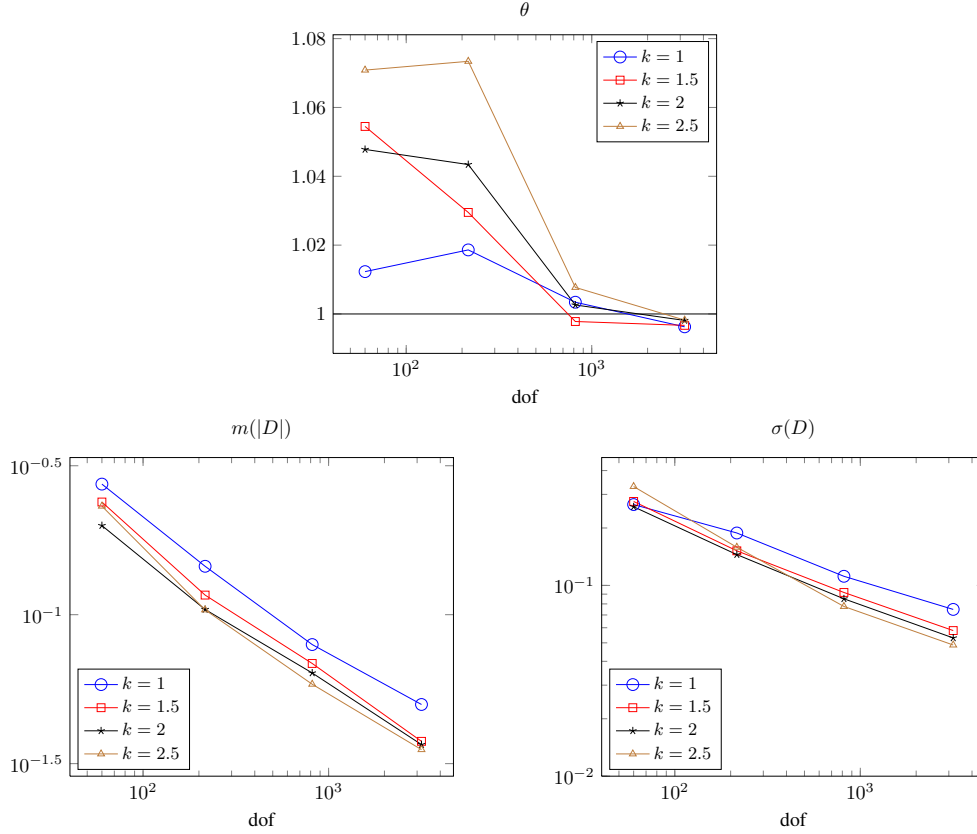 θ
1.08
1.06
1.04
1.02
1
k = 1
k = 1.5
k = 2
k = 2.5
10^2
10^3
dof
m(|D|)
10^−0.5
10^−1
10^−1.5
k = 1
k = 1.5
k = 2
k = 2.5
10^2
10^3
dof
σ(D)
10^−1
10^−2
k = 1
k = 1.5
k = 2
k = 2.5
10^2
10^3
dof